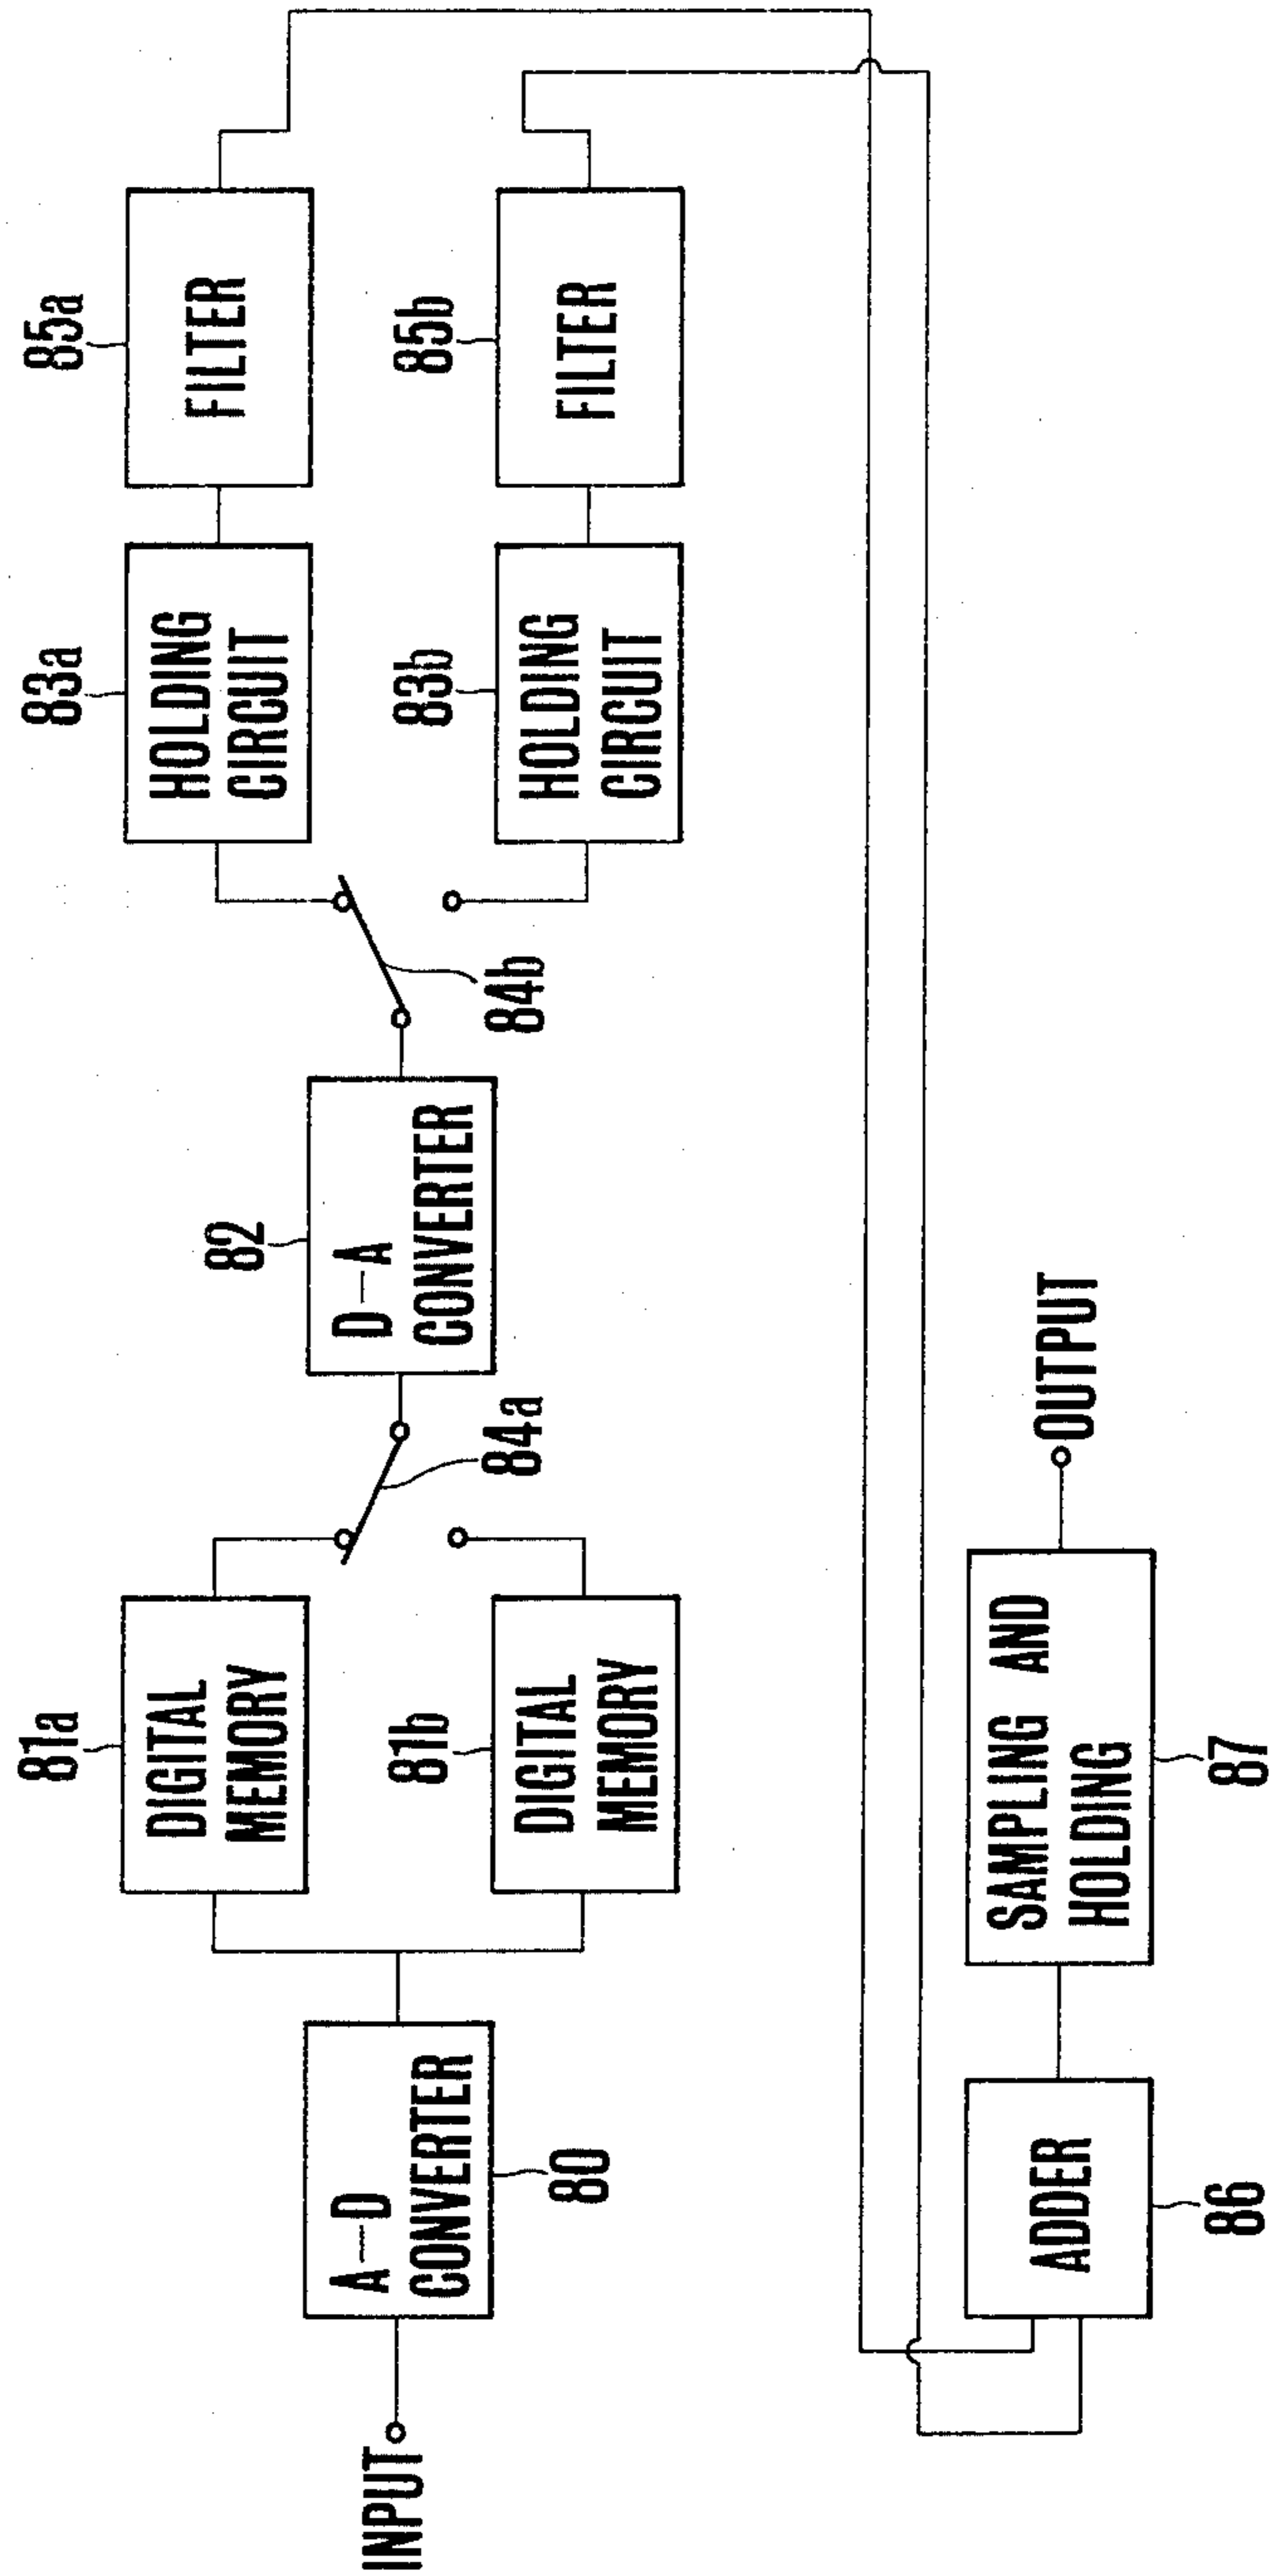 INPUT
A—D
CONVERTER
80
81a
DIGITAL
MEMORY
81b
DIGITAL
MEMORY
84a
82
D—A
CONVERTER
84b
83a
HOLDING
CIRCUIT
83b
HOLDING
CIRCUIT
85a
FILTER
85b
FILTER
ADDER
86
SAMPLING AND
HOLDING
87
OUTPUT